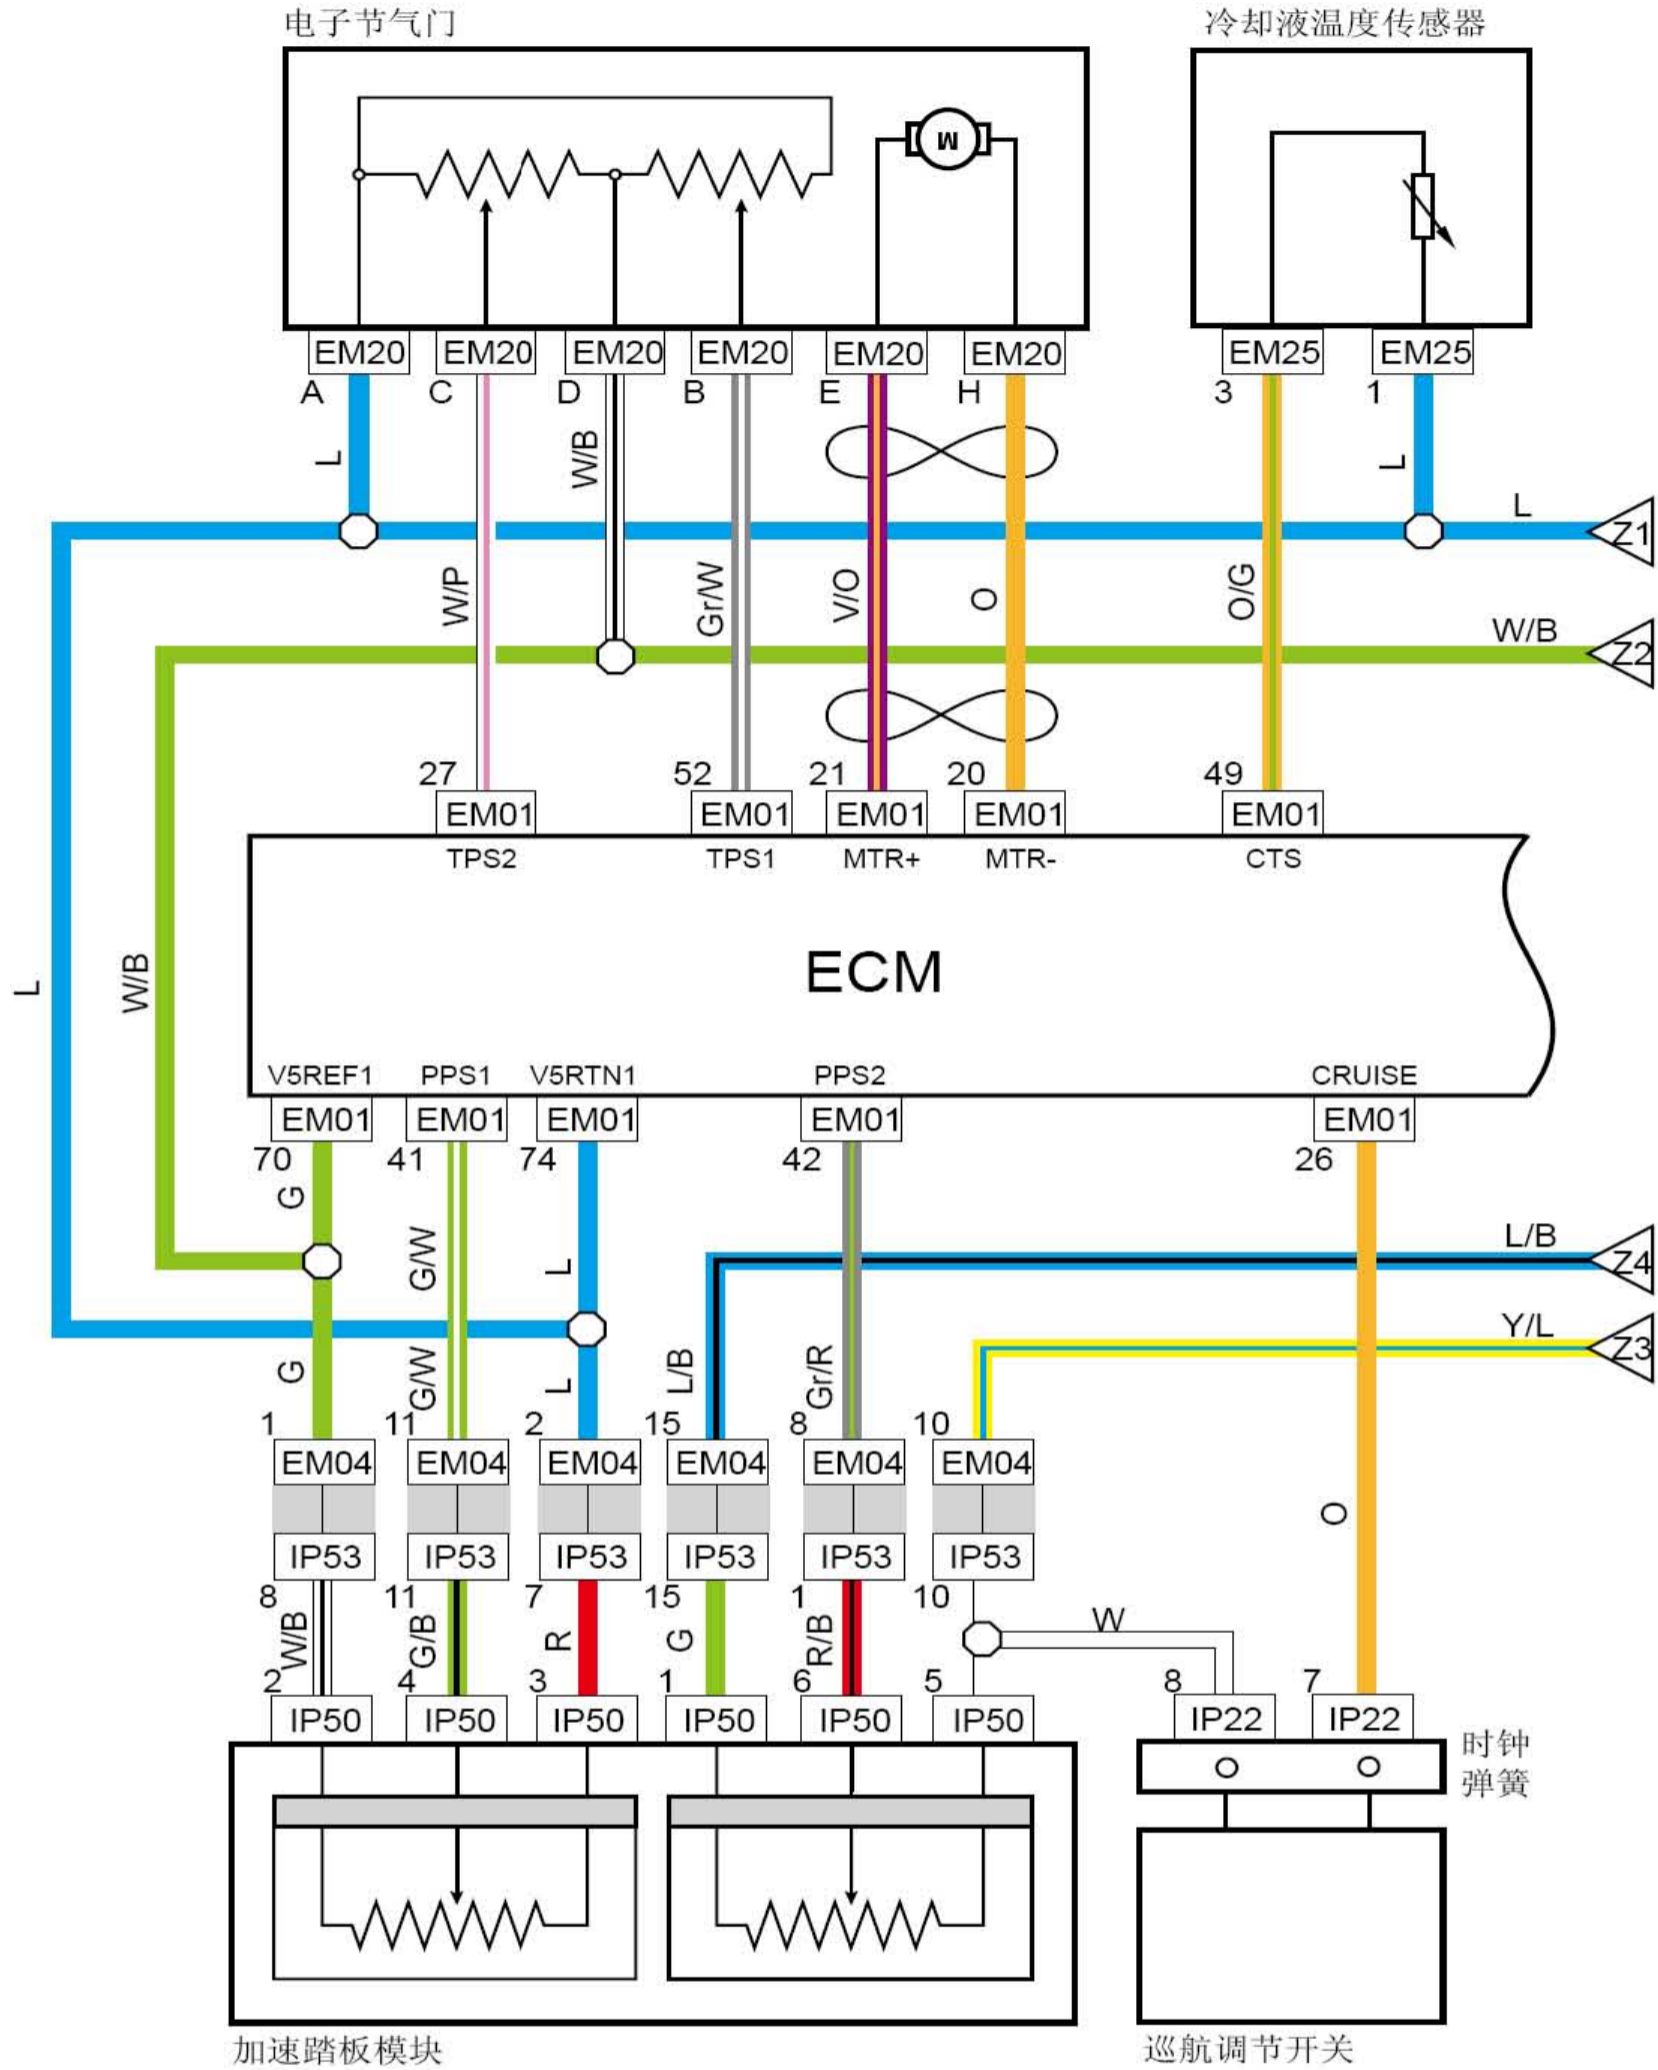 电子节气门 冷却液温度传感器
M
EM20 EM20 EM20 EM20 EM20 EM20 EM25 EM25
A C D B E H 3 1
L W/B L
L Z1
W/P Gr/W V/O O O/G
W/B Z2
27 52 21 20 49
EM01 EM01 EM01 EM01 EM01
TPS2 TPS1 MTR+ MTR- CTS
ECM
L W/B
V5REF1 PPS1 V5RTN1 PPS2 CRUISE
EM01 EM01 EM01 EM01 EM01
70 41 74 42 26
G
G/W L L/B Z4
Y/L Z3
G G/W L L/B Gr/R
1 11 2 15 8 10
EM04 EM04 EM04 EM04 EM04 EM04
O
IP53 IP53 IP53 IP53 IP53 IP53
8 11 7 15 1 10
W/B G/B R G R/B W
2 4 3 1 6 5 8 7
IP50 IP50 IP50 IP50 IP50 IP50 IP22 IP22
时钟
弹簧
加速踏板模块 巡航调节开关